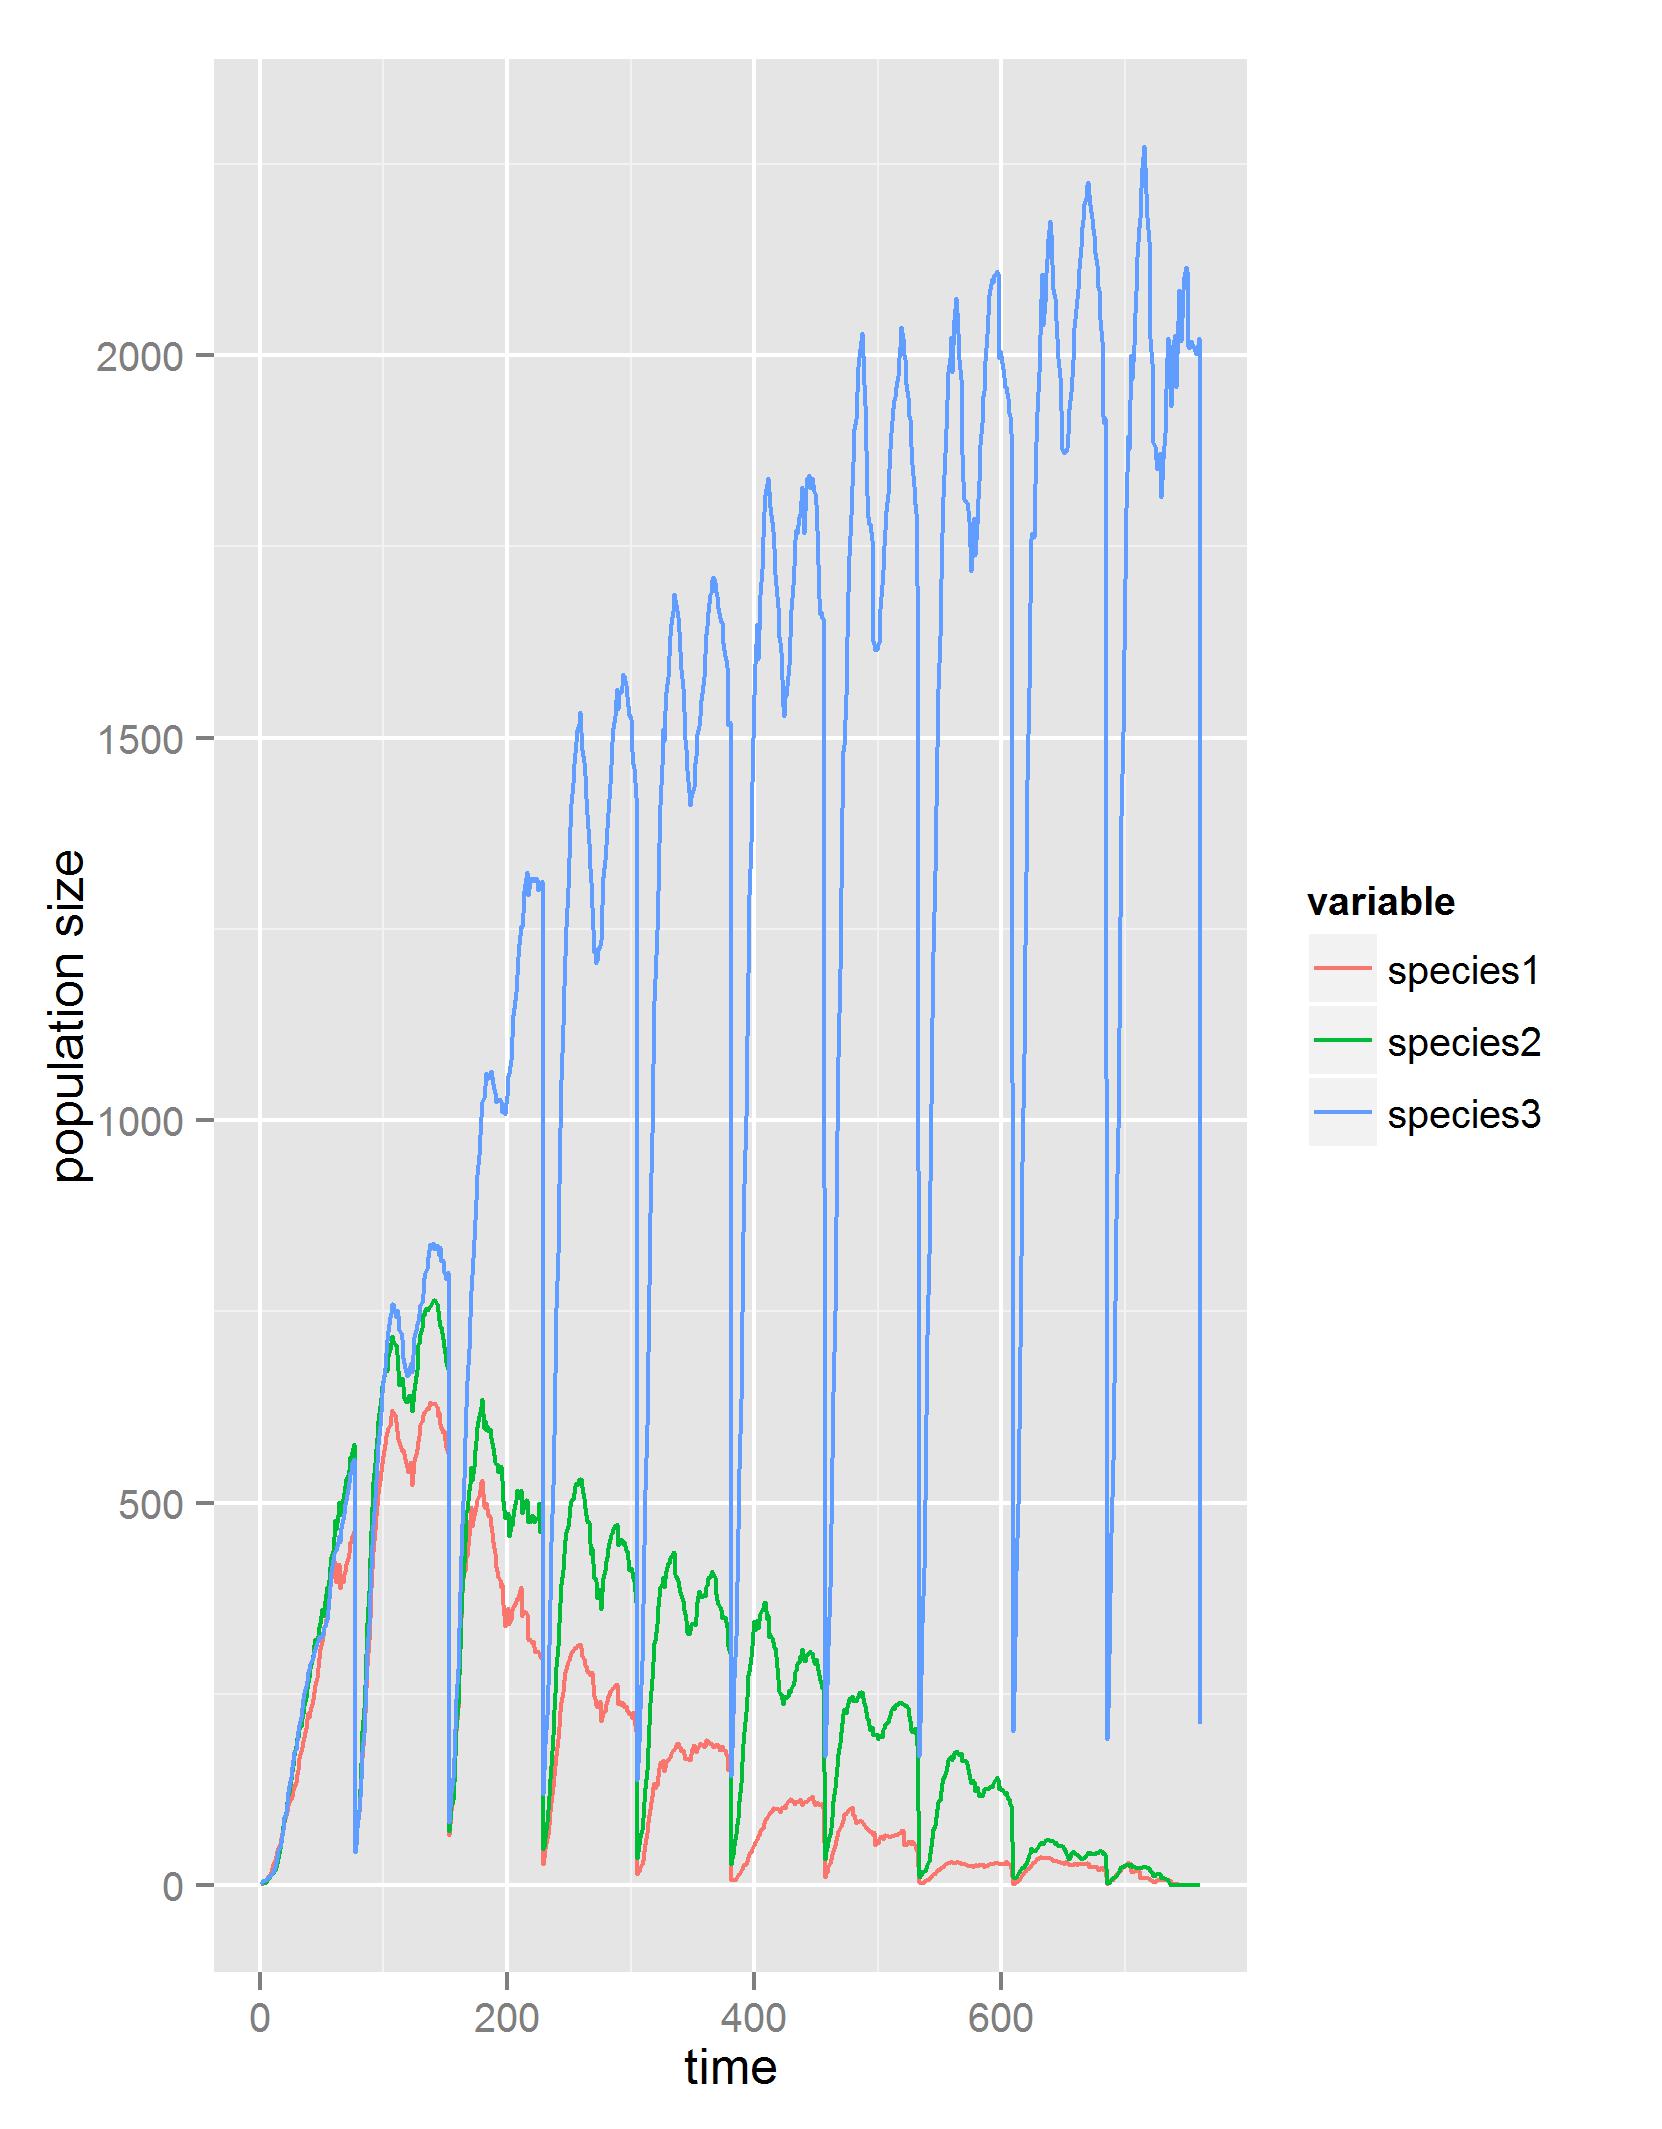 2000
1500
1000
500
0
0 200 400 600
time
population size
variable
species1
species2
species3